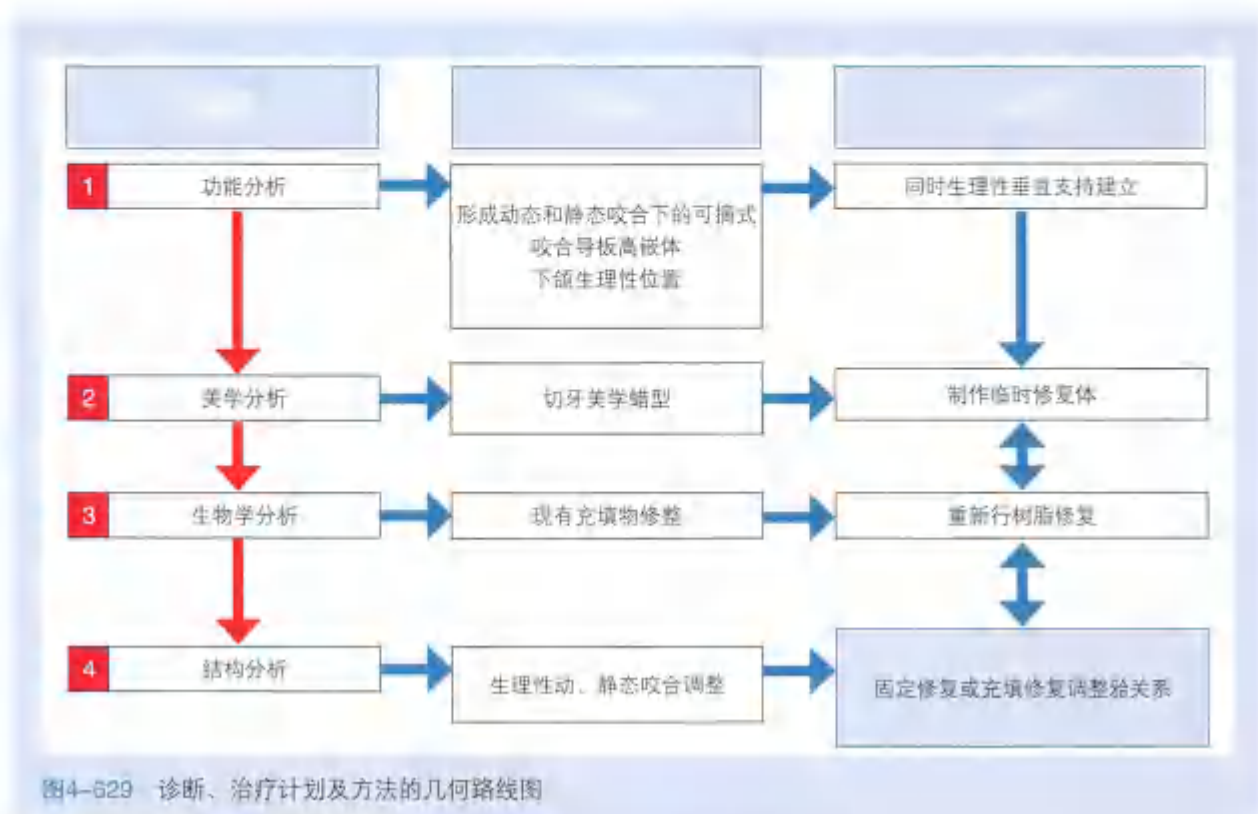 1 功能分析
形成动态和静态咬合下的可摘式
咬合导板高嵌体
下颌生理性位置
同时生理性垂直支持建立
2 美学分析
切牙美学蜡型
制作临时修复体
3 生物学分析
现有充填物修整
重新行树脂修复
4 结构分析
生理性动、静态咬合调整
固定修复或充填修复调整𬌗关系
图4-629 诊断、治疗计划及方法的几何路线图